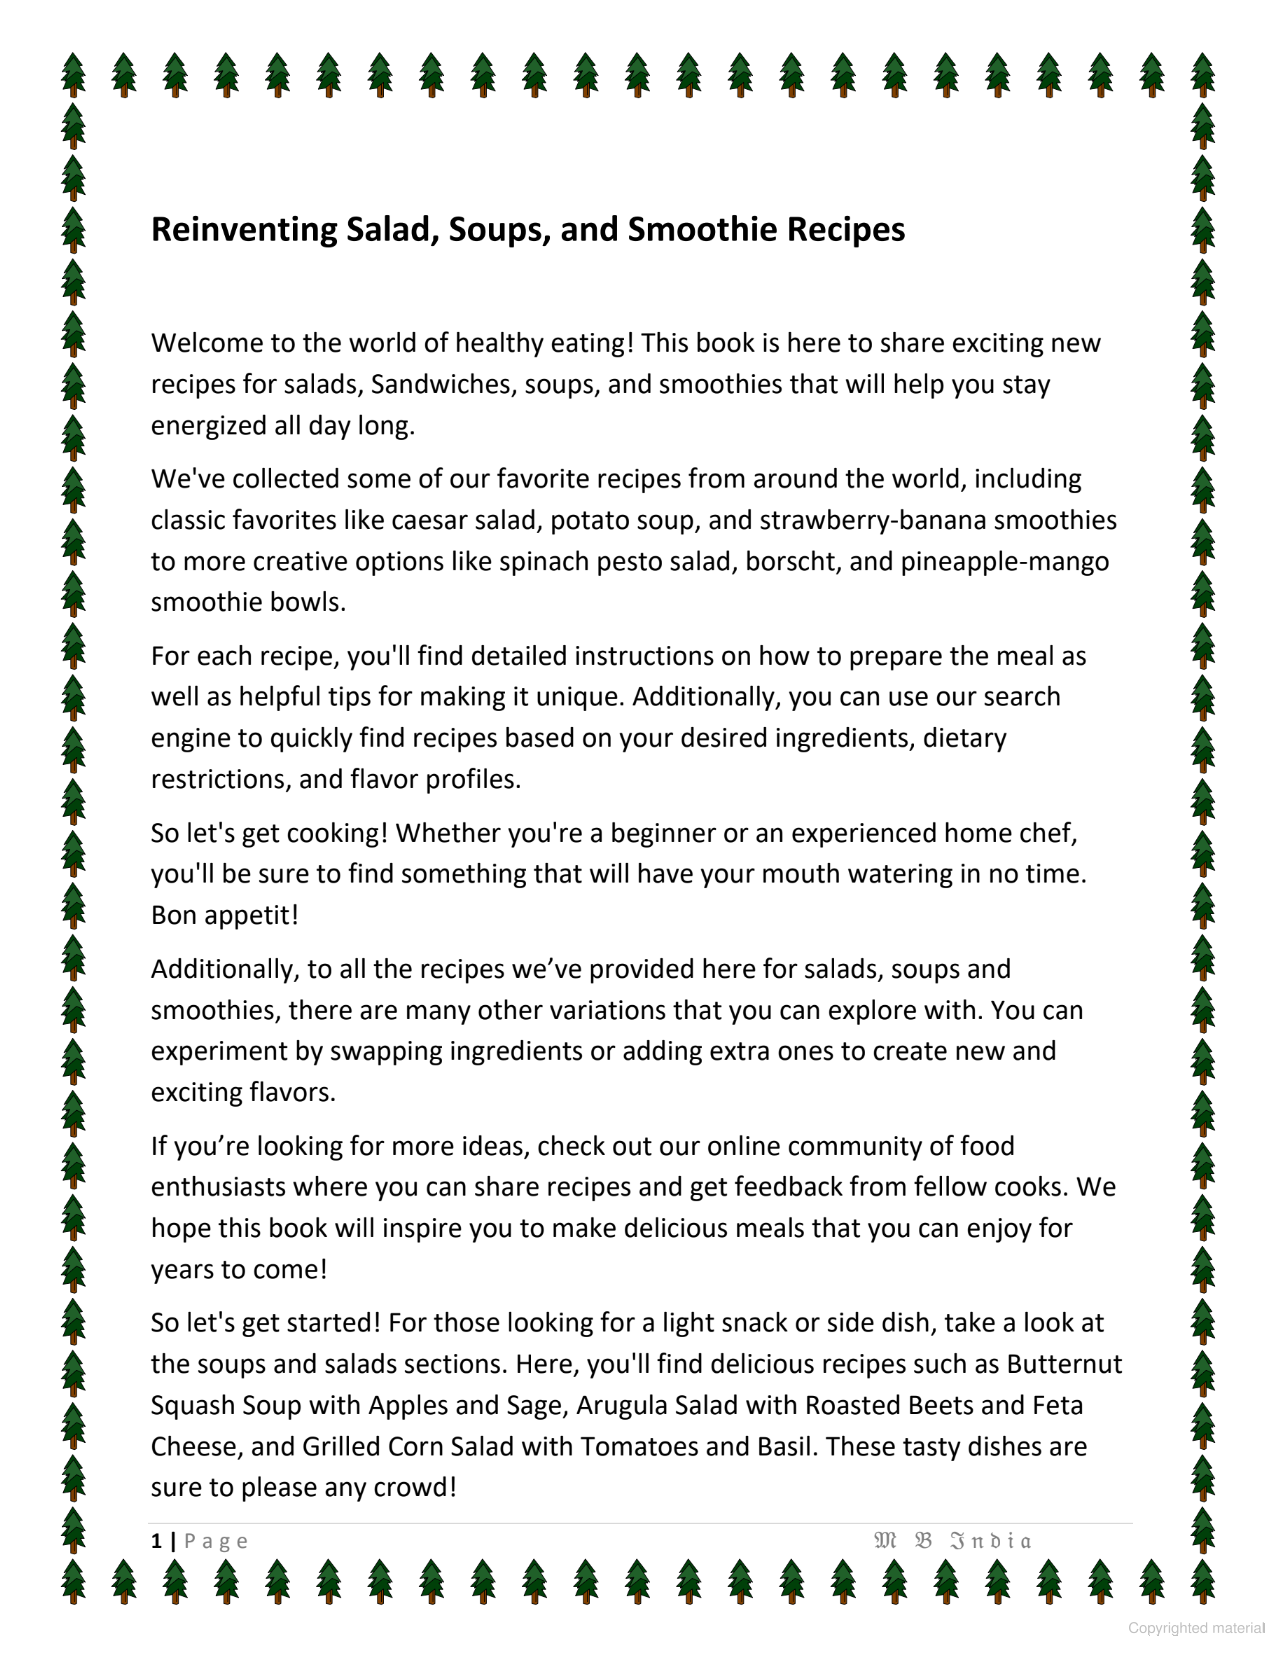 Reinventing Salad, Soups, and Smoothie Recipes
Welcome to the world of healthy eating! This book is here to share exciting new
recipes for salads, Sandwiches, soups, and smoothies that will help you stay
energized all day long.
We've collected some of our favorite recipes from around the world, including
classic favorites like caesar salad, potato soup, and strawberry-banana smoothies
to more creative options like spinach pesto salad, borscht, and pineapple-mango
smoothie bowls.
For each recipe, you'll find detailed instructions on how to prepare the meal as
well as helpful tips for making it unique. Additionally, you can use our search
engine to quickly find recipes based on your desired ingredients, dietary
restrictions, and flavor profiles.
So let's get cooking! Whether you're a beginner or an experienced home chef,
you'll be sure to find something that will have your mouth watering in no time.
Bon appetit!
Additionally, to all the recipes we’ve provided here for salads, soups and
smoothies, there are many other variations that you can explore with. You can
experiment by swapping ingredients or adding extra ones to create new and
exciting flavors.
If you’re looking for more ideas, check out our online community of food
enthusiasts where you can share recipes and get feedback from fellow cooks. We
hope this book will inspire you to make delicious meals that you can enjoy for
years to come!
So let's get started! For those looking for a light snack or side dish, take a look at
the soups and salads sections. Here, you'll find delicious recipes such as Butternut
Squash Soup with Apples and Sage, Arugula Salad with Roasted Beets and Feta
Cheese, and Grilled Corn Salad with Tomatoes and Basil. These tasty dishes are
sure to please any crowd!
1 | Page M B India
Copyrighted material